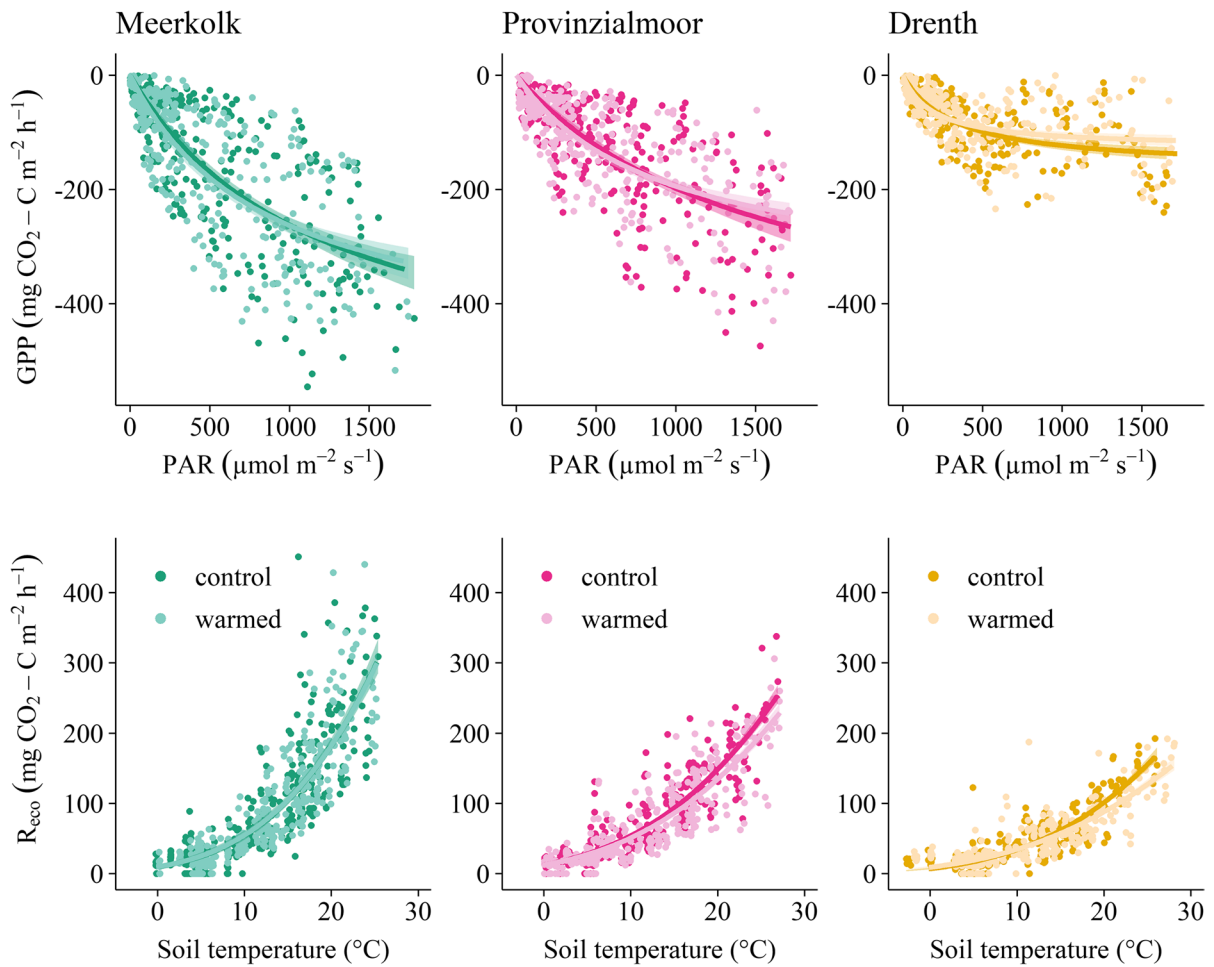 Meerkolk
Provinzialmoor
Drenth
GPP (mg CO₂ – C m⁻² h⁻¹)
0
-200
-400
0
-200
-400
0
-200
-400
0 500 1000 1500
0 500 1000 1500
0 500 1000 1500
PAR (µmol m⁻² s⁻¹)
PAR (µmol m⁻² s⁻¹)
PAR (µmol m⁻² s⁻¹)
R_eco (mg CO₂ – C m⁻² h⁻¹)
400
300
200
100
0
control
warmed
400
300
200
100
0
control
warmed
400
300
200
100
0
control
warmed
0 10 20 30
0 10 20 30
0 10 20 30
Soil temperature (°C)
Soil temperature (°C)
Soil temperature (°C)